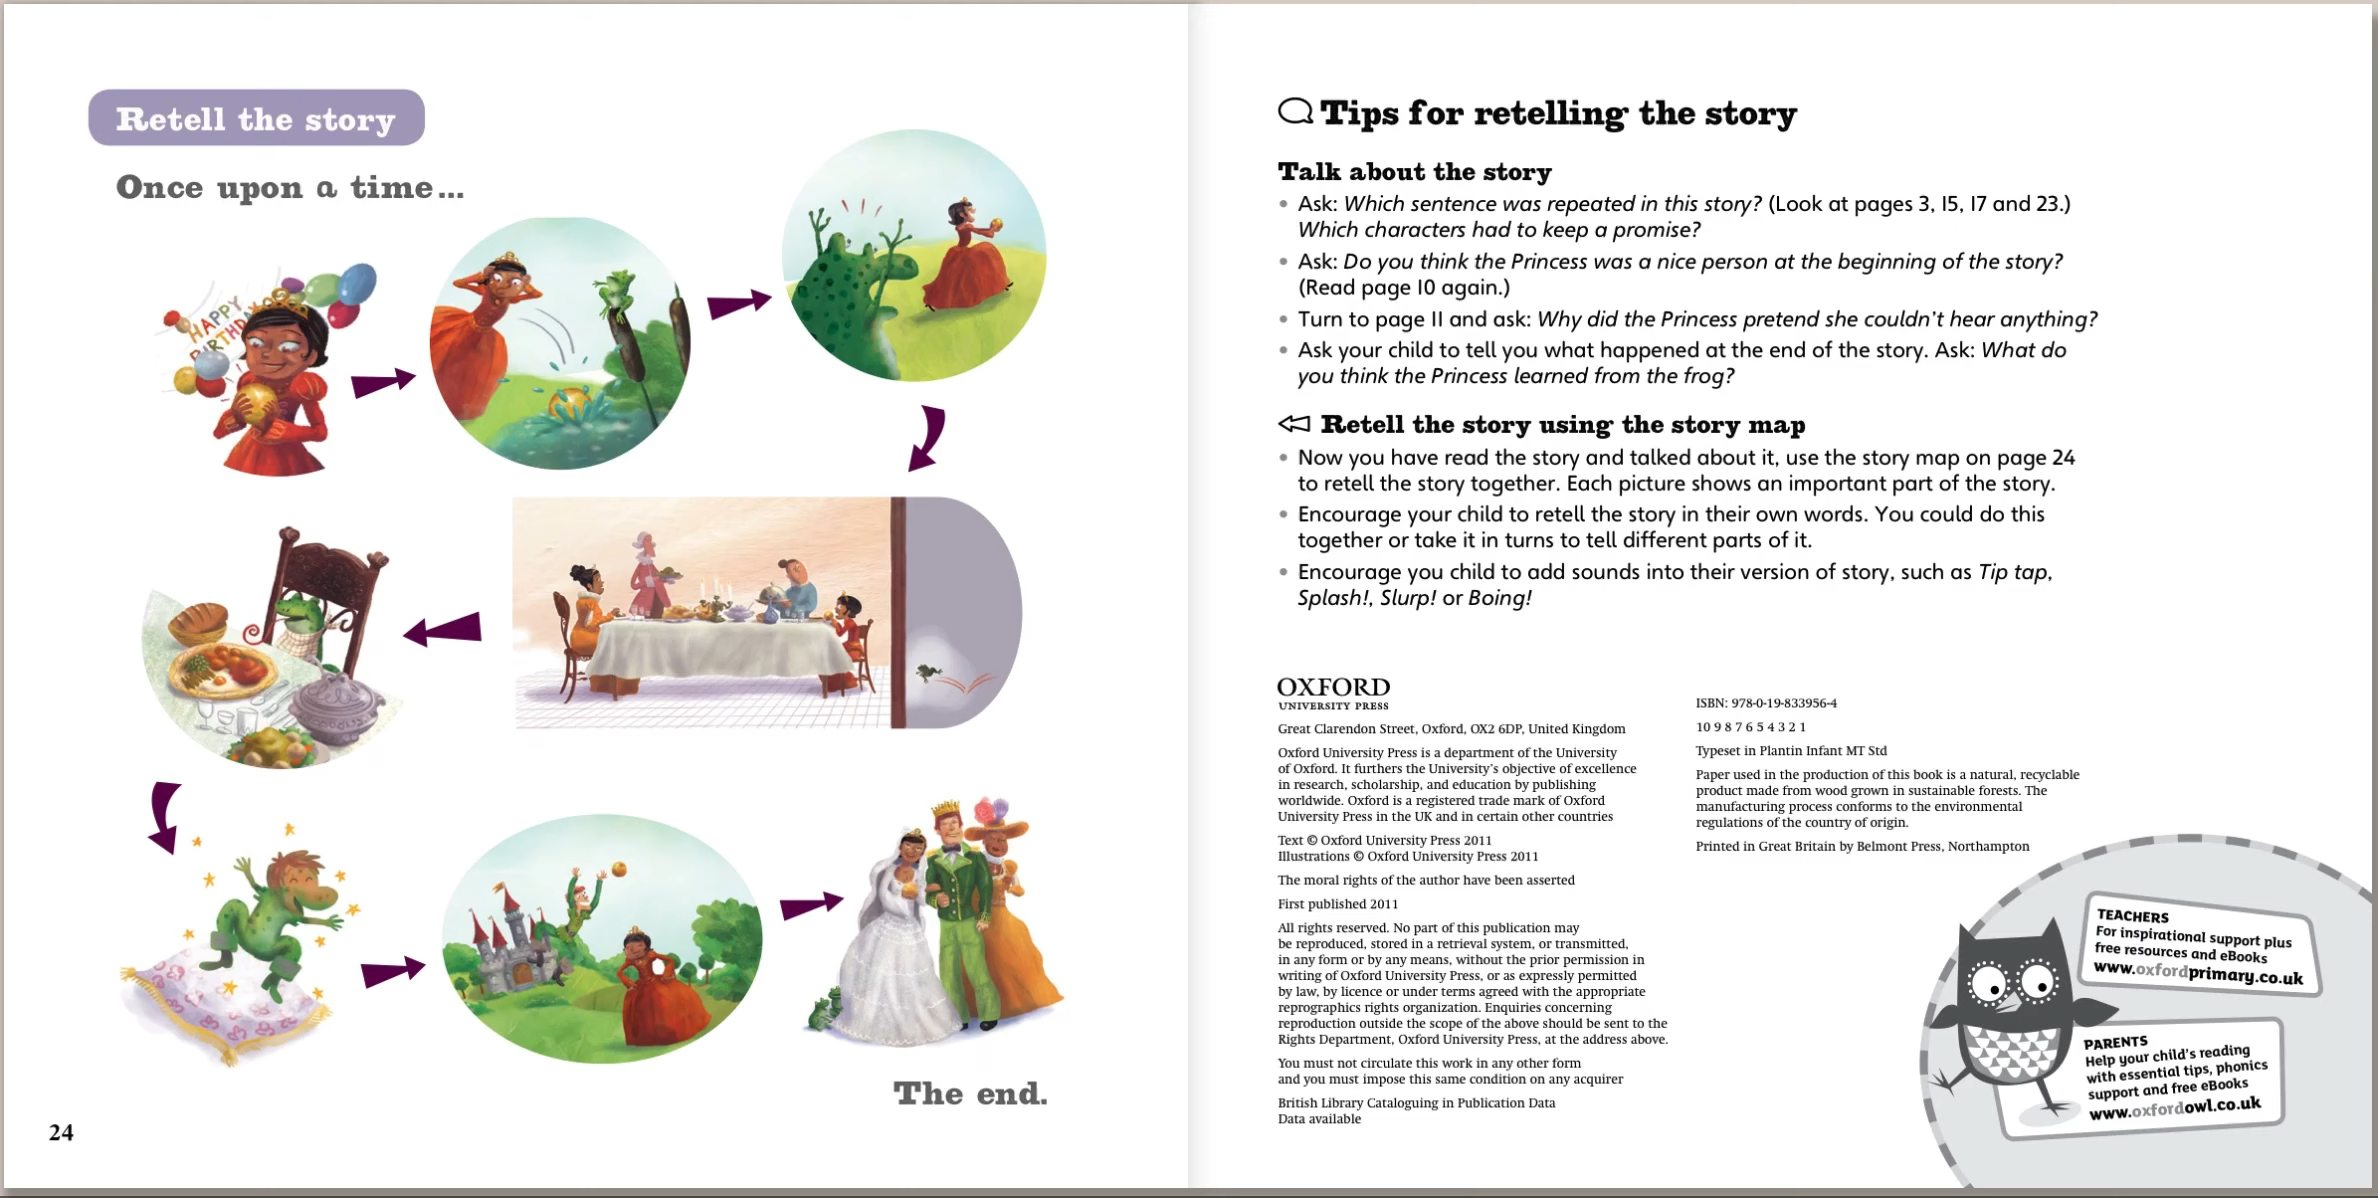 Retell the story
Once upon a time...
HAPPY
BIRTHDAY
The end.
24
Tips for retelling the story
Talk about the story
• Ask: Which sentence was repeated in this story? (Look at pages 3, 15, 17 and 23.)
Which characters had to keep a promise?
• Ask: Do you think the Princess was a nice person at the beginning of the story?
(Read page 10 again.)
• Turn to page 11 and ask: Why did the Princess pretend she couldn't hear anything?
• Ask your child to tell you what happened at the end of the story. Ask: What do
you think the Princess learned from the frog?
Retell the story using the story map
• Now you have read the story and talked about it, use the story map on page 24
to retell the story together. Each picture shows an important part of the story.
• Encourage your child to retell the story in their own words. You could do this
together or take it in turns to tell different parts of it.
• Encourage you child to add sounds into their version of story, such as Tip tap,
Splash!, Slurp! or Boing!
OXFORD
UNIVERSITY PRESS
Great Clarendon Street, Oxford, OX2 6DP, United Kingdom
Oxford University Press is a department of the University
of Oxford. It furthers the University's objective of excellence
in research, scholarship, and education by publishing
worldwide. Oxford is a registered trade mark of Oxford
University Press in the UK and in certain other countries
Text © Oxford University Press 2011
Illustrations © Oxford University Press 2011
The moral rights of the author have been asserted
First published 2011
All rights reserved. No part of this publication may
be reproduced, stored in a retrieval system, or transmitted,
in any form or by any means, without the prior permission in
writing of Oxford University Press, or as expressly permitted
by law, by licence or under terms agreed with the appropriate
reprographics rights organization. Enquiries concerning
reproduction outside the scope of the above should be sent to the
Rights Department, Oxford University Press, at the address above.
You must not circulate this work in any other form
and you must impose this same condition on any acquirer
British Library Cataloguing in Publication Data
Data available
ISBN: 978-0-19-833956-4
10 9 8 7 6 5 4 3 2 1
Typeset in Plantin Infant MT Std
Paper used in the production of this book is a natural, recyclable
product made from wood grown in sustainable forests. The
manufacturing process conforms to the environmental
regulations of the country of origin.
Printed in Great Britain by Belmont Press, Northampton
TEACHERS
For inspirational support plus
free resources and eBooks
www.oxfordprimary.co.uk
PARENTS
Help your child's reading
with essential tips, phonics
support and free eBooks
www.oxfordowl.co.uk